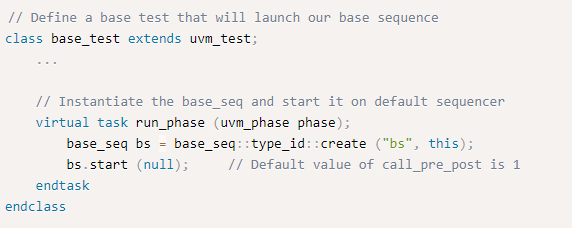 // Define a base test that will launch our base sequence
class base_test extends uvm_test;
...
// Instantiate the base_seq and start it on default sequencer
virtual task run_phase (uvm_phase phase);
base_seq bs = base_seq::type_id::create ("bs", this);
bs.start (null);     // Default value of call_pre_post is 1
endtask
endclass